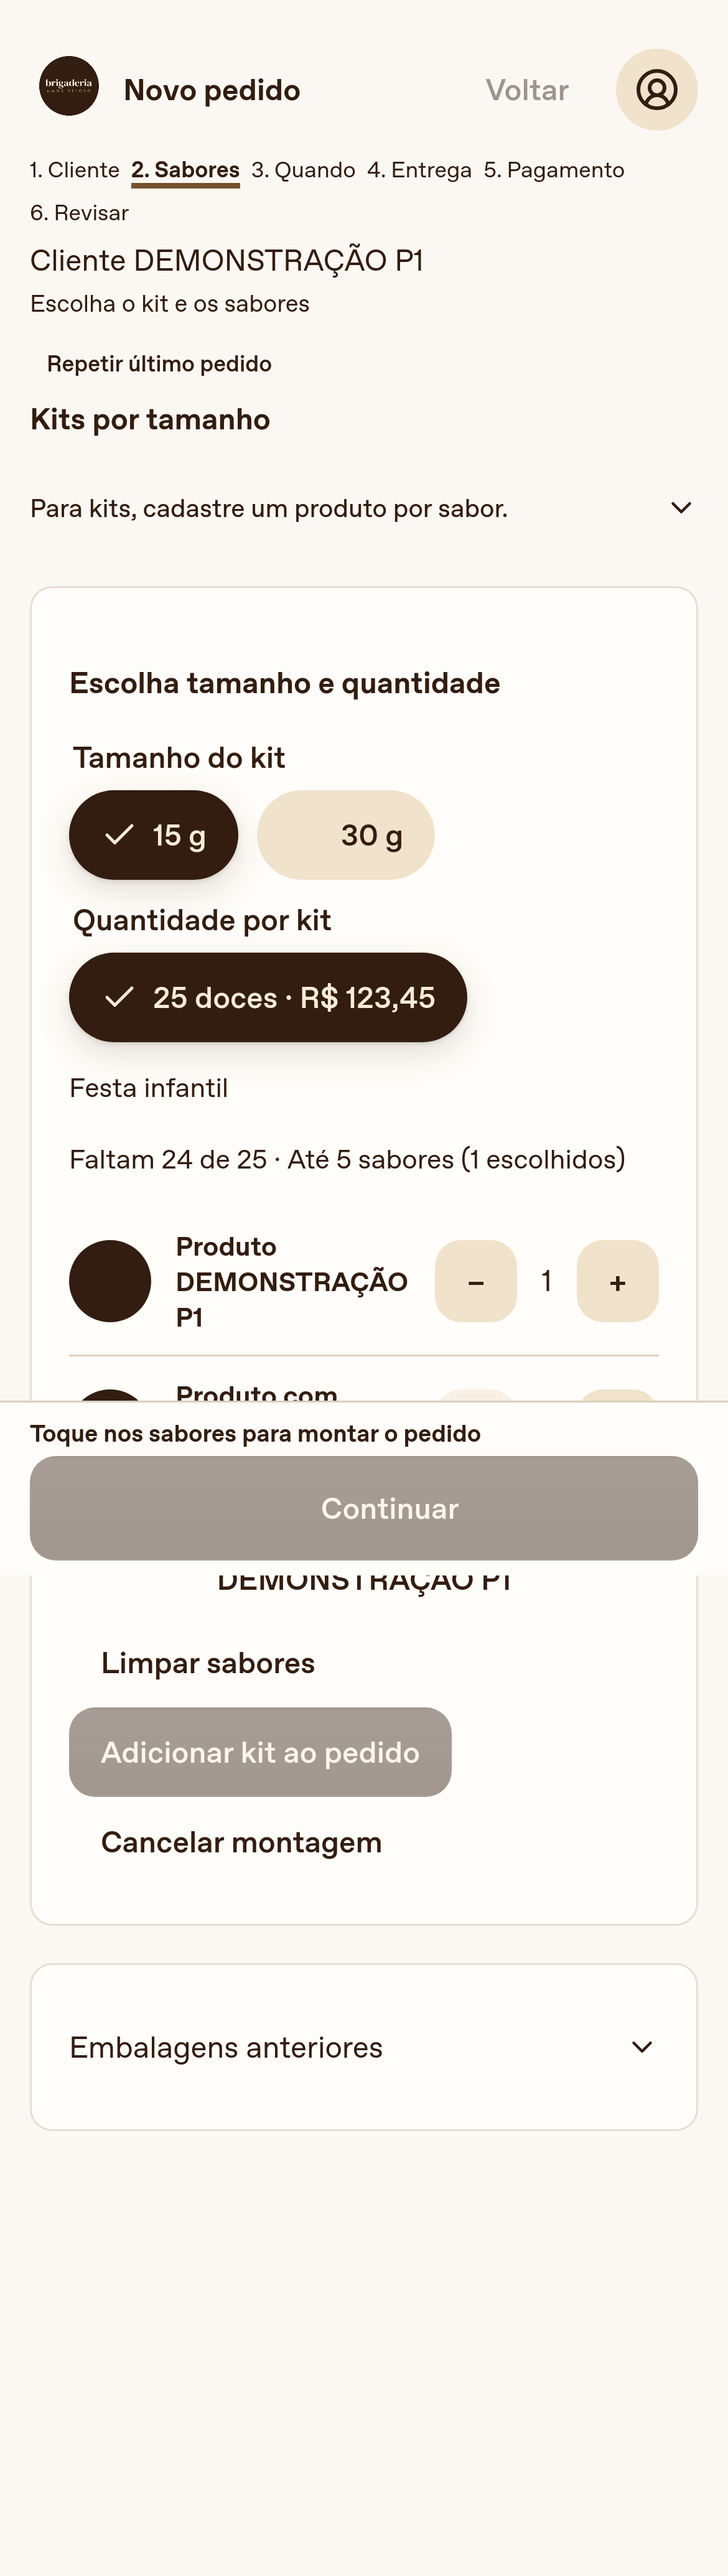 brigaderia
Novo pedido
Voltar
1. Cliente 2. Sabores 3. Quando 4. Entrega 5. Pagamento
6. Revisar
Cliente DEMONSTRAÇÃO P1
Escolha o kit e os sabores
Repetir último pedido
Kits por tamanho
Para kits, cadastre um produto por sabor.
Escolha tamanho e quantidade
Tamanho do kit
15 g
30 g
Quantidade por kit
25 doces · R$ 123,45
Festa infantil
Faltam 24 de 25 · Até 5 sabores (1 escolhidos)
Produto
DEMONSTRAÇÃO
P1
− 1 +
Produto com
Toque nos sabores para montar o pedido
Continuar
DEMONSTRAÇÃO P1
Limpar sabores
Adicionar kit ao pedido
Cancelar montagem
Embalagens anteriores